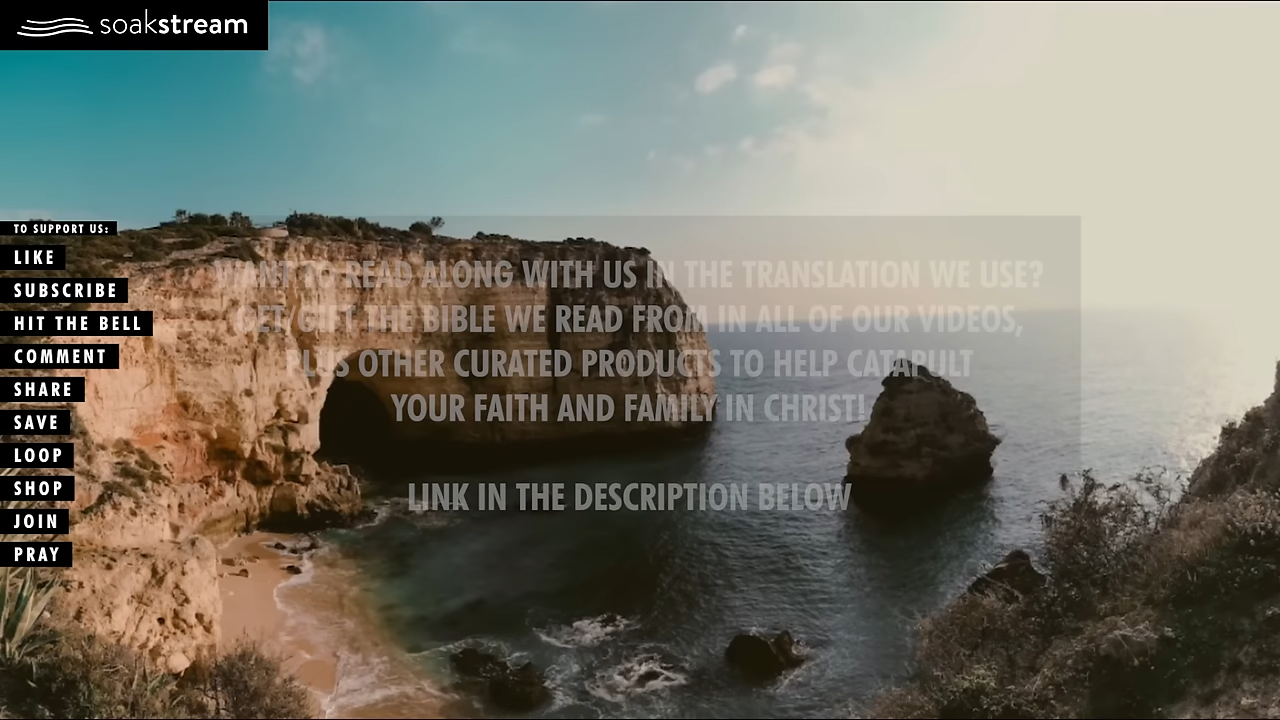 soakstream
TO SUPPORT US:
LIKE
SUBSCRIBE
HIT THE BELL
COMMENT
SHARE
SAVE
LOOP
SHOP
JOIN
PRAY
WANT TO READ ALONG WITH US IN THE TRANSLATION WE USE?
GET/GIFT THE BIBLE WE READ FROM IN ALL OF OUR VIDEOS,
PLUS OTHER CURATED PRODUCTS TO HELP CATAPULT
YOUR FAITH AND FAMILY IN CHRIST!
LINK IN THE DESCRIPTION BELOW